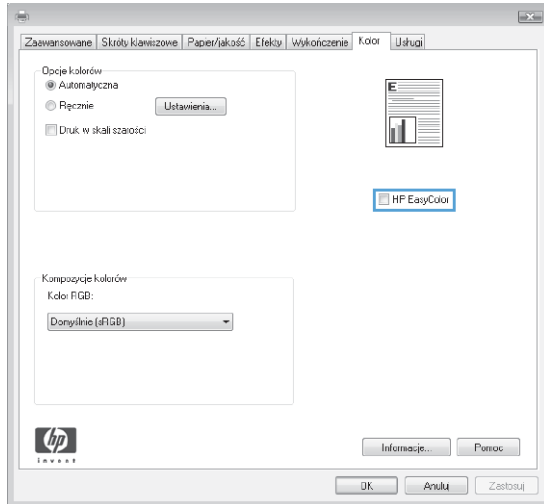 Zaawansowane Skróty klawiszowe Papier/jakość Efekty Wykończenie Kolor Usługi
Opcje kolorów
Automatyczna
Ręcznie Ustawienia...
Druk w skali szarości
E
HP EasyColor
Kompozycje kolorów
Kolor RGB:
Domyślnie (sRGB)
hp
invent
Informacje... Pomoc
OK Anuluj Zastosuj